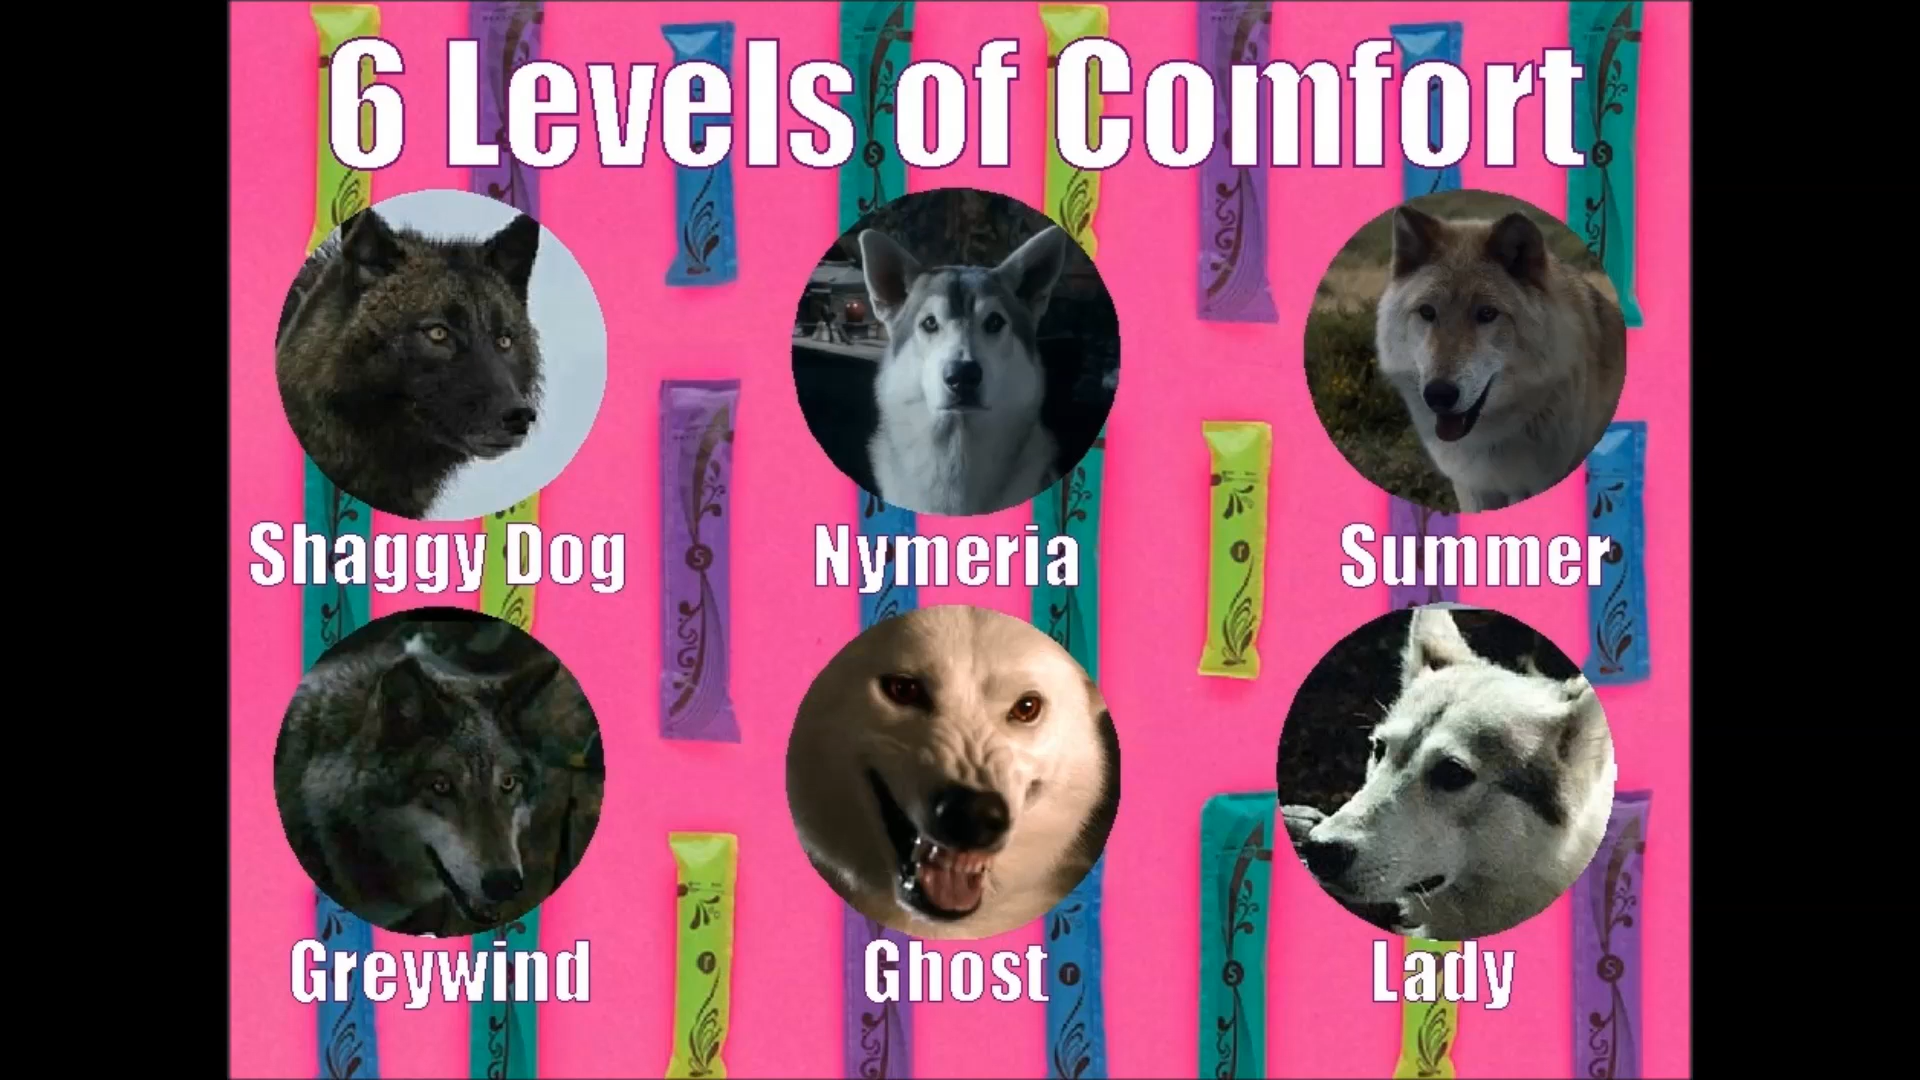 6 Levels of Comfort
Shaggy Dog
Nymeria
Summer
Greywind
Ghost
Lady